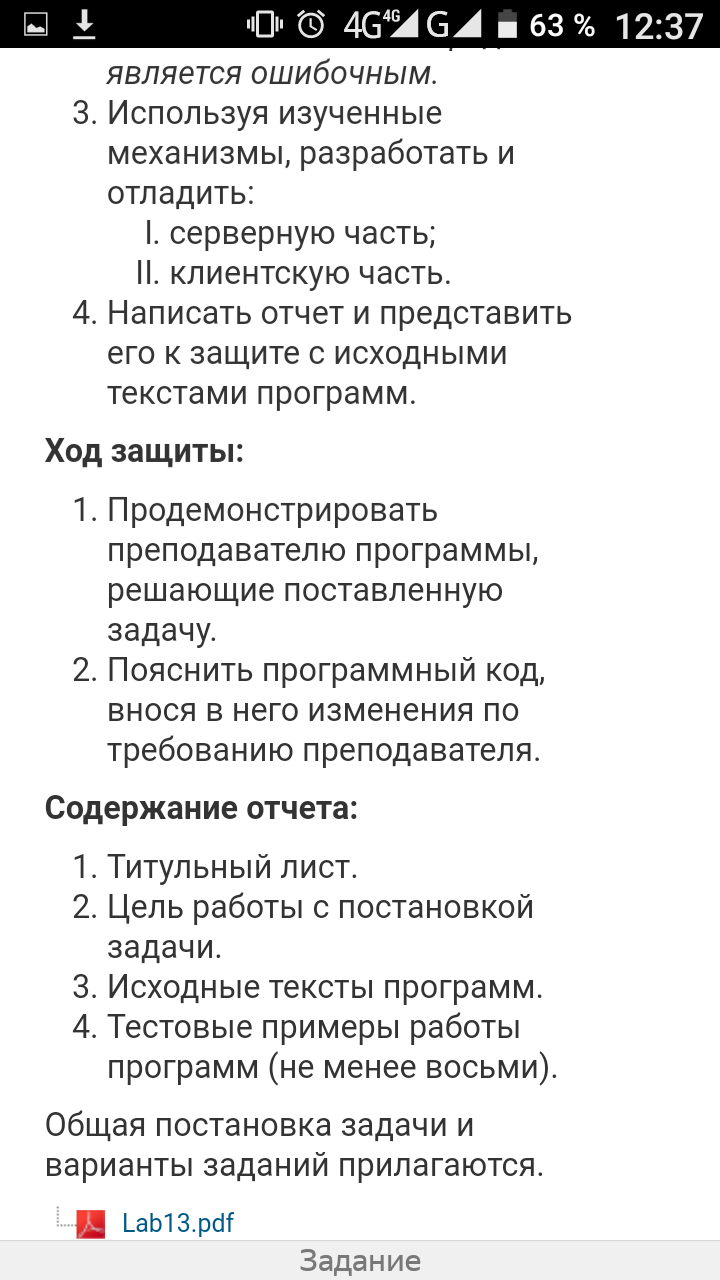 4G 4G G 63 % 12:37
является ошибочным.
3. Используя изученные
механизмы, разработать и
отладить:
I. серверную часть;
II. клиентскую часть.
4. Написать отчет и представить
его к защите с исходными
текстами программ.
Ход защиты:
1. Продемонстрировать
преподавателю программы,
решающие поставленную
задачу.
2. Пояснить программный код,
внося в него изменения по
требованию преподавателя.
Содержание отчета:
1. Титульный лист.
2. Цель работы с постановкой
задачи.
3. Исходные тексты программ.
4. Тестовые примеры работы
программ (не менее восьми).
Общая постановка задачи и
варианты заданий прилагаются.
Lab13.pdf
Задание